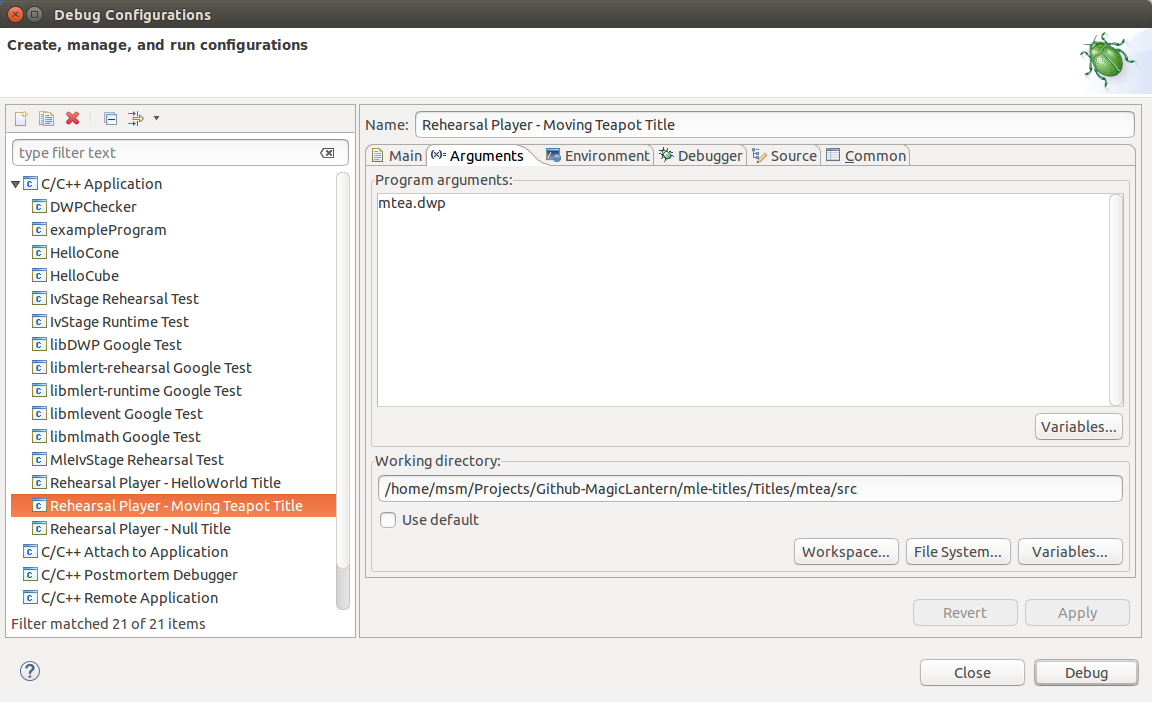 Debug Configurations
Create, manage, and run configurations
type filter text
C/C++ Application
DWPChecker
exampleProgram
HelloCone
HelloCube
IvStage Rehearsal Test
IvStage Runtime Test
libDWP Google Test
libmlert-rehearsal Google Test
libmlert-runtime Google Test
libmlevent Google Test
libmlmath Google Test
MleIvStage Rehearsal Test
Rehearsal Player - HelloWorld Title
Rehearsal Player - Moving Teapot Title
Rehearsal Player - Null Title
C/C++ Attach to Application
C/C++ Postmortem Debugger
C/C++ Remote Application
Filter matched 21 of 21 items
Name: Rehearsal Player - Moving Teapot Title
Main (x)= Arguments Environment Debugger Source Common
Program arguments:
mtea.dwp
Variables...
Working directory:
/home/msm/Projects/Github-MagicLantern/mle-titles/Titles/mtea/src
Use default
Workspace... File System... Variables...
Revert Apply
? Close Debug